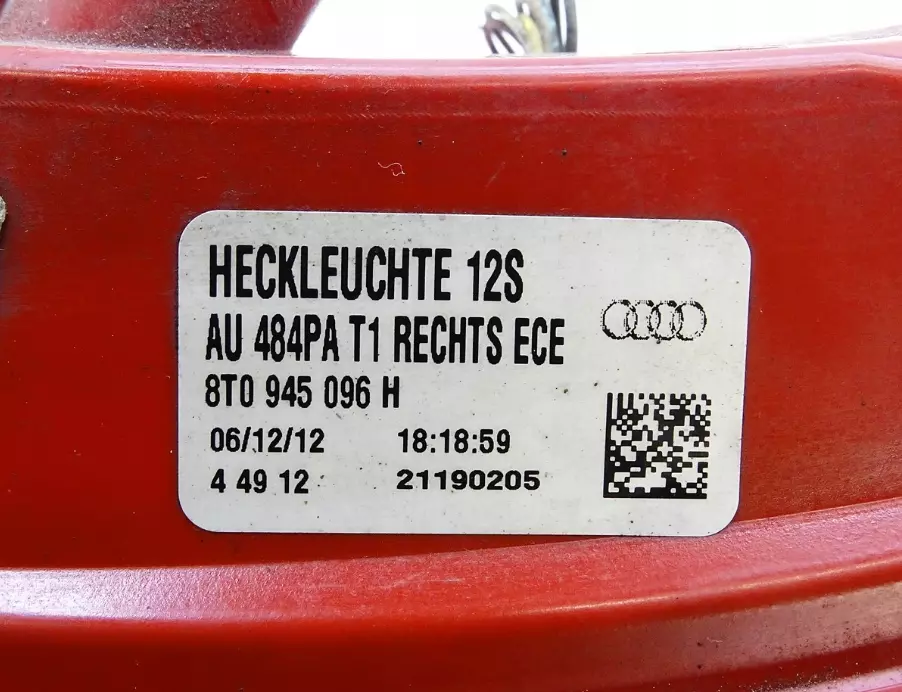 HECKLEUCHTE 12S
AU 484PA T1 RECHTS ECE
8T0 945 096 H
06/12/12 18:18:59
4 49 12 21190205